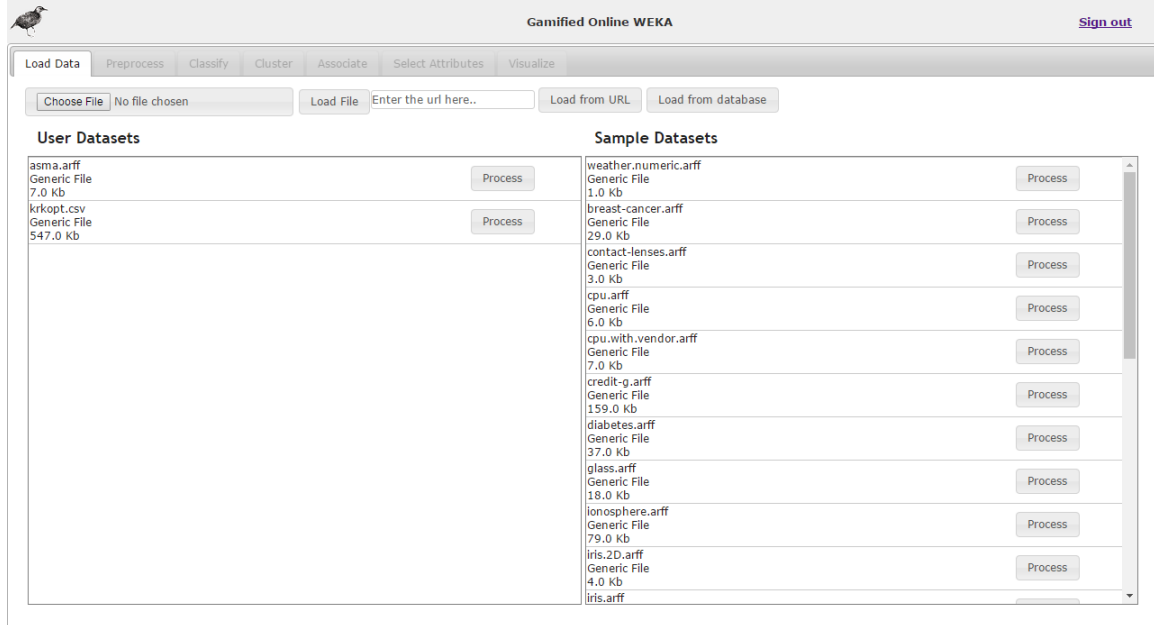 Gamified Online WEKA
Sign out
Load Data Preprocess Classify Cluster Associate Select Attributes Visualize
Choose File No file chosen Load File Enter the url here.. Load from URL Load from database
User Datasets
asma.arff
Generic File
7.0 Kb
Process
krkopt.csv
Generic File
547.0 Kb
Process
Sample Datasets
weather.numeric.arff
Generic File
1.0 Kb
Process
breast-cancer.arff
Generic File
29.0 Kb
Process
contact-lenses.arff
Generic File
3.0 Kb
Process
cpu.arff
Generic File
6.0 Kb
Process
cpu.with.vendor.arff
Generic File
7.0 Kb
Process
credit-g.arff
Generic File
159.0 Kb
Process
diabetes.arff
Generic File
37.0 Kb
Process
glass.arff
Generic File
18.0 Kb
Process
ionosphere.arff
Generic File
79.0 Kb
Process
iris.2D.arff
Generic File
4.0 Kb
Process
iris.arff